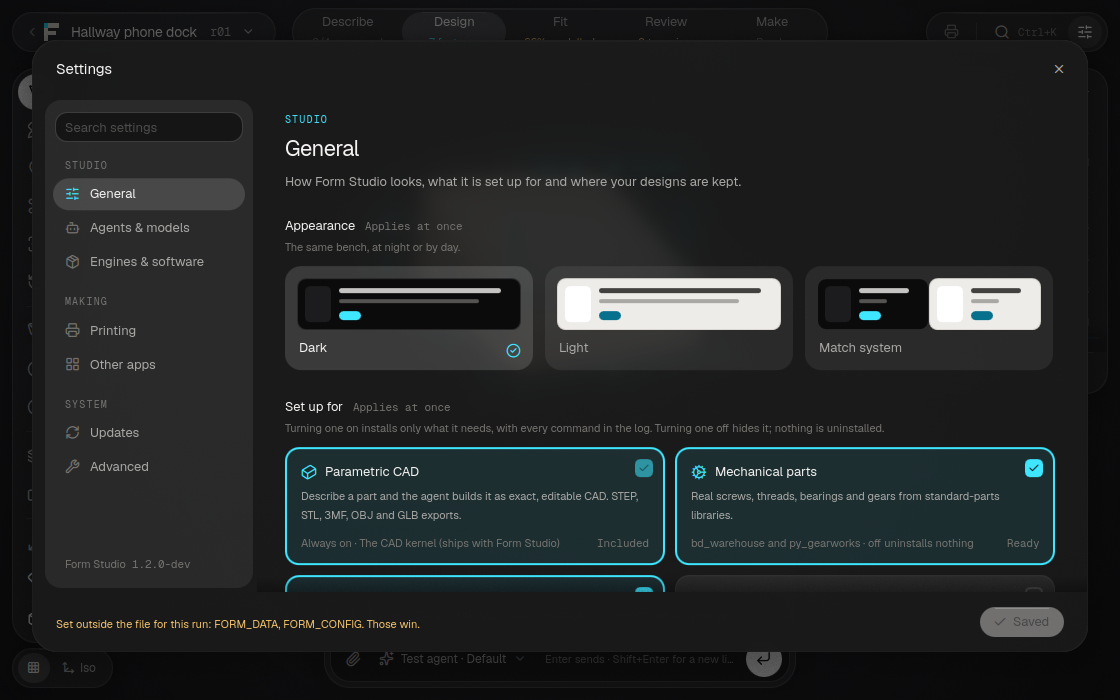 Hallway phone dock r01
Describe
Design
Fit
Review
Make
Ctrl+K
Settings
Search settings
STUDIO
General
Agents & models
Engines & software
MAKING
Printing
Other apps
SYSTEM
Updates
Advanced
Form Studio 1.2.0-dev
STUDIO
General
How Form Studio looks, what it is set up for and where your designs are kept.
Appearance Applies at once
The same bench, at night or by day.
Dark
Light
Match system
Set up for Applies at once
Turning one on installs only what it needs, with every command in the log. Turning one off hides it; nothing is uninstalled.
Parametric CAD
Describe a part and the agent builds it as exact, editable CAD. STEP,
STL, 3MF, OBJ and GLB exports.
Always on · The CAD kernel (ships with Form Studio) Included
Mechanical parts
Real screws, threads, bearings and gears from standard-parts
libraries.
bd_warehouse and py_gearworks · off uninstalls nothing Ready
Set outside the file for this run: FORM_DATA, FORM_CONFIG. Those win.
Saved
Iso
Test agent · Default
Enter sends · Shift+Enter for a new li…